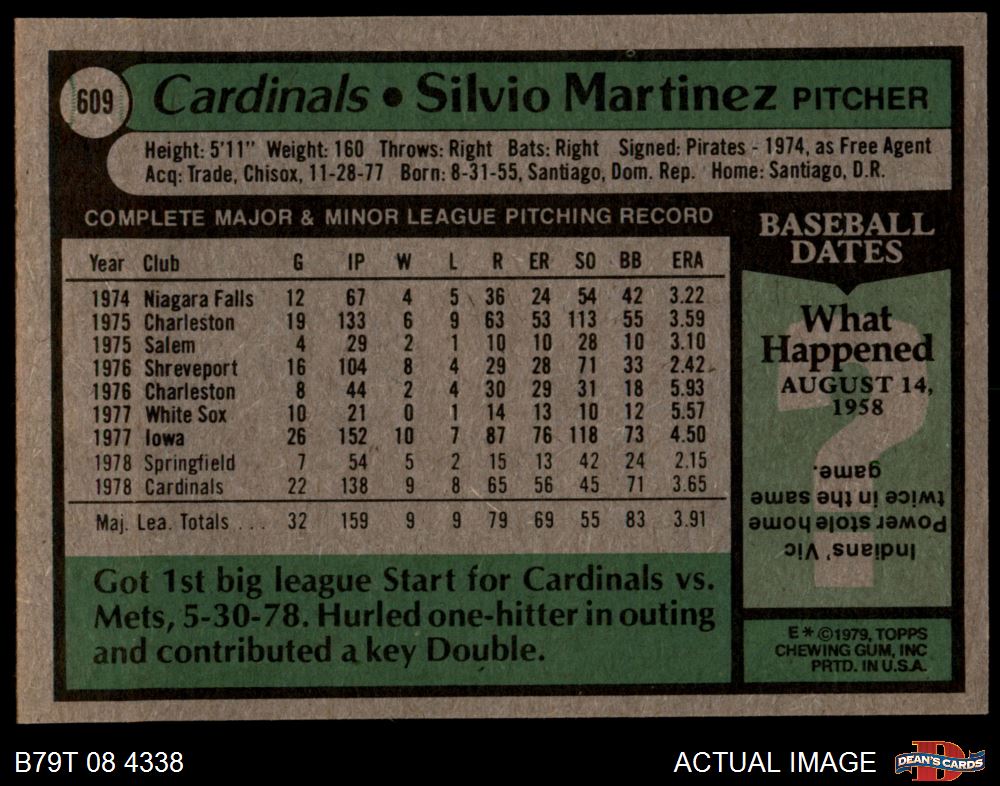 609
Cardinals • Silvio Martinez PITCHER
Height: 5'11" Weight: 160 Throws: Right Bats: Right Signed: Pirates - 1974, as Free Agent
Acq: Trade, Chisox, 11-28-77 Born: 8-31-55, Santiago, Dom. Rep. Home: Santiago, D.R.
COMPLETE MAJOR & MINOR LEAGUE PITCHING RECORD
Year Club G IP W L R ER SO BB ERA
1974 Niagara Falls 12 67 4 5 36 24 54 42 3.22
1975 Charleston 19 133 6 9 63 53 113 55 3.59
1975 Salem 4 29 2 1 10 10 28 10 3.10
1976 Shreveport 16 104 8 4 29 28 71 33 2.42
1976 Charleston 8 44 2 4 30 29 31 18 5.93
1977 White Sox 10 21 0 1 14 13 10 12 5.57
1977 Iowa 26 152 10 7 87 76 118 73 4.50
1978 Springfield 7 54 5 2 15 13 42 24 2.15
1978 Cardinals 22 138 9 8 65 56 45 71 3.65
Maj. Lea. Totals . . . 32 159 9 9 79 69 55 83 3.91
Got 1st big league Start for Cardinals vs.
Mets, 5-30-78. Hurled one-hitter in outing
and contributed a key Double.
BASEBALL
DATES
What
Happened
AUGUST 14,
1958
Indians' Vic
Power stole home
twice in the same
game.
E*©1979, TOPPS
CHEWING GUM, INC
PRTD. IN U.S.A.
B79T 08 4338
ACTUAL IMAGE
D
DEAN'S CARDS